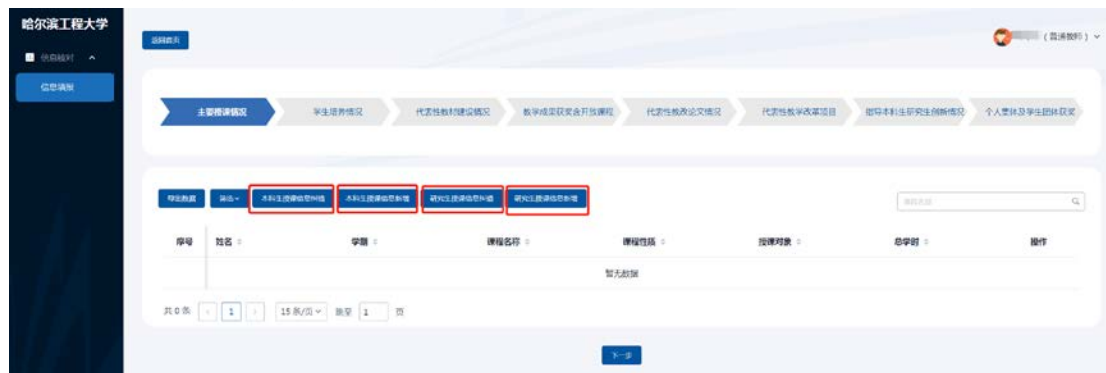 哈尔滨工程大学
返回首页
(普通教师)
信息核对
信息填报
主要授课情况 学生培养情况 代表性教材建设情况 教学成果获奖含开放课程 代表性教改论文情况 代表性教学改革项目 指导本科生研究生创新情况 个人集体及学生团体获奖
导出数据 筛选 本科生授课信息纠错 本科生授课信息新增 研究生授课信息纠错 研究生授课信息新增
序号 姓名 学期 课程名称 课程性质 授课对象 总学时 操作
暂无数据
共 0 条 1 15 条/页 跳至 1 页
下一步